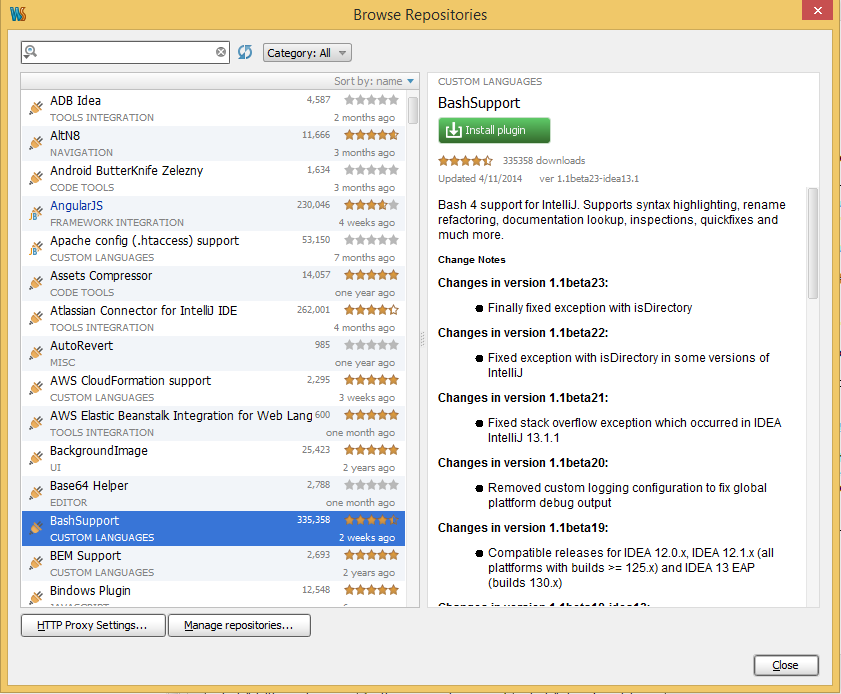 Browse Repositories
Category: All
Sort by: name
ADB Idea 4,587
TOOLS INTEGRATION 2 months ago
AltN8 11,666
NAVIGATION 3 months ago
Android ButterKnife Zelezny 1,634
CODE TOOLS 3 months ago
AngularJS 230,046
FRAMEWORK INTEGRATION 4 weeks ago
Apache config (.htaccess) support 53,150
CUSTOM LANGUAGES 7 months ago
Assets Compressor 14,057
CODE TOOLS one year ago
Atlassian Connector for IntelliJ IDE 262,001
TOOLS INTEGRATION 4 months ago
AutoRevert 985
MISC one year ago
AWS CloudFormation support 2,295
CUSTOM LANGUAGES 3 weeks ago
AWS Elastic Beanstalk Integration for Web Lang 600
TOOLS INTEGRATION one month ago
BackgroundImage 25,423
UI 2 years ago
Base64 Helper 2,788
EDITOR one month ago
BashSupport 335,358
CUSTOM LANGUAGES 2 weeks ago
BEM Support 2,693
CUSTOM LANGUAGES 2 years ago
Bindows Plugin 12,548
CUSTOM LANGUAGES
BashSupport
Install plugin
335358 downloads
Updated 4/11/2014 ver 1.1beta23-idea13.1
Bash 4 support for IntelliJ. Supports syntax highlighting, rename
refactoring, documentation lookup, inspections, quickfixes and
much more.
Change Notes
Changes in version 1.1beta23:
● Finally fixed exception with isDirectory
Changes in version 1.1beta22:
● Fixed exception with isDirectory in some versions of
IntelliJ
Changes in version 1.1beta21:
● Fixed stack overflow exception which occurred in IDEA
IntelliJ 13.1.1
Changes in version 1.1beta20:
● Removed custom logging configuration to fix global
platform debug output
Changes in version 1.1beta19:
● Compatible releases for IDEA 12.0.x, IDEA 12.1.x (all
plattforms with builds >= 125.x) and IDEA 13 EAP
(builds 130.x)
HTTP Proxy Settings...
Manage repositories...
Close